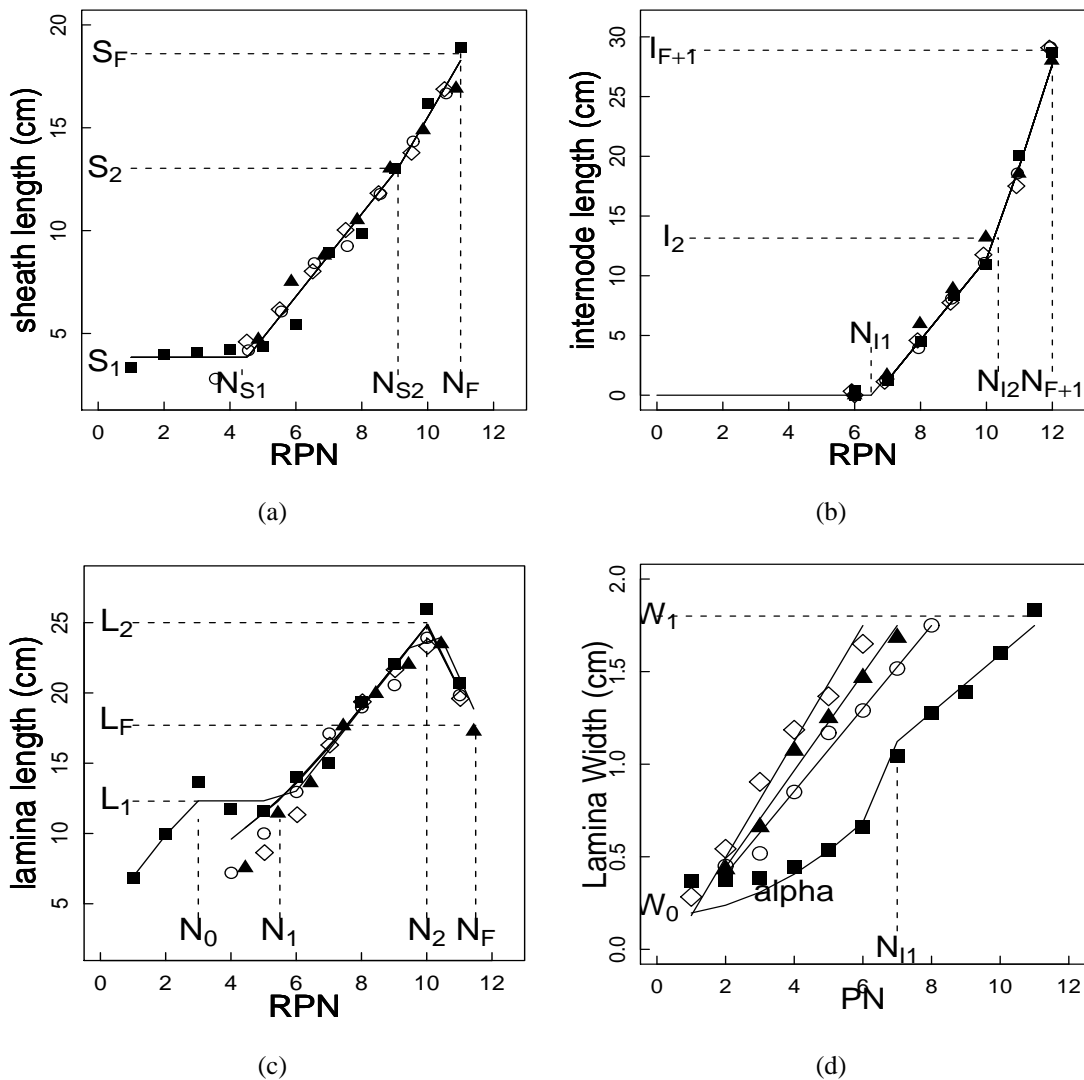 sheath length (cm)
20
15
10
5
S_F
S_2
S_1
N_S1
N_S2
N_F
0 2 4 6 8 10 12
RPN
(a)
internode length (cm)
30
25
20
15
10
5
0
I_F+1
I_2
N_I1
N_I2
N_F+1
0 2 4 6 8 10 12
RPN
(b)
lamina length (cm)
25
20
15
10
5
L_2
L_F
L_1
N_0
N_1
N_2
N_F
0 2 4 6 8 10 12
RPN
(c)
Lamina Width (cm)
2.0
1.5
1.0
0.5
0.0
W_1
W_0
alpha
N_I1
0 2 4 6 8 10 12
PN
(d)